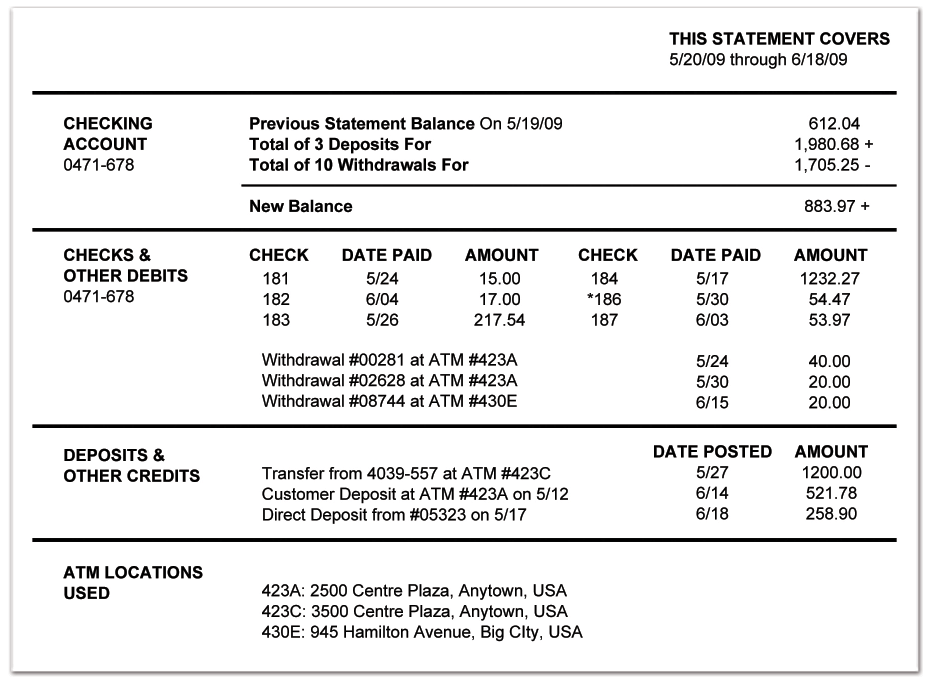 THIS STATEMENT COVERS
5/20/09 through 6/18/09
CHECKING Previous Statement Balance On 5/19/09 612.04
ACCOUNT Total of 3 Deposits For 1,980.68 +
0471-678 Total of 10 Withdrawals For 1,705.25 -
New Balance 883.97 +
CHECKS & CHECK DATE PAID AMOUNT CHECK DATE PAID AMOUNT
OTHER DEBITS 181 5/24 15.00 184 5/17 1232.27
0471-678 182 6/04 17.00 *186 5/30 54.47
183 5/26 217.54 187 6/03 53.97
Withdrawal #00281 at ATM #423A 5/24 40.00
Withdrawal #02628 at ATM #423A 5/30 20.00
Withdrawal #08744 at ATM #430E 6/15 20.00
DEPOSITS & DATE POSTED AMOUNT
OTHER CREDITS Transfer from 4039-557 at ATM #423C 5/27 1200.00
Customer Deposit at ATM #423A on 5/12 6/14 521.78
Direct Deposit from #05323 on 5/17 6/18 258.90
ATM LOCATIONS
USED 423A: 2500 Centre Plaza, Anytown, USA
423C: 3500 Centre Plaza, Anytown, USA
430E: 945 Hamilton Avenue, Big CIty, USA